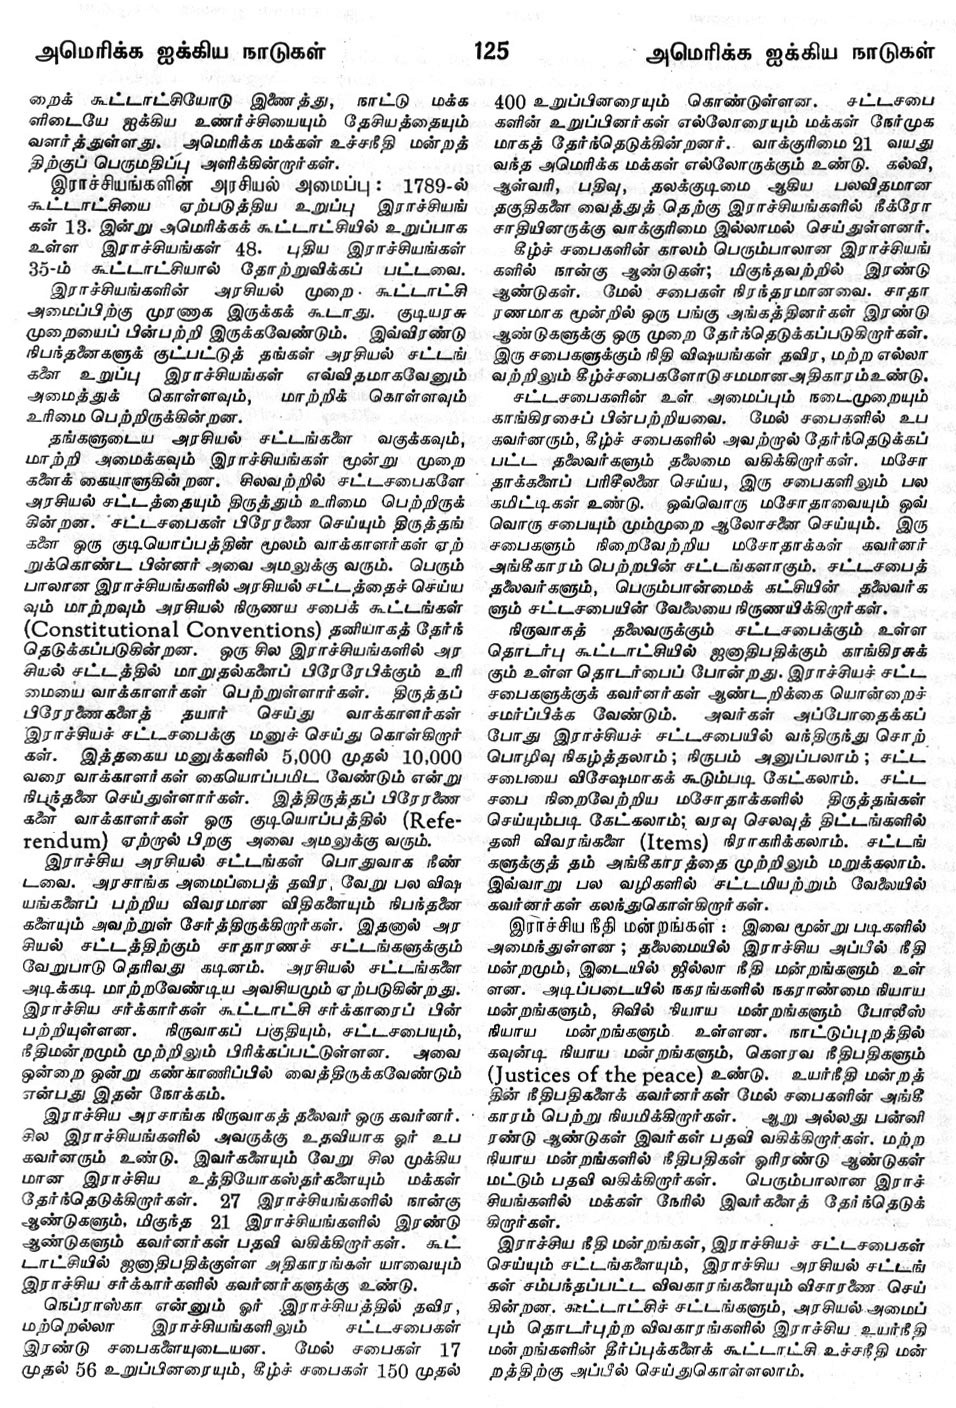 அமெரிக்க ஐக்கிய நாடுகள்
125
அமெரிக்க ஐக்கிய நாடுகள்
றைக் கூட்டாட்சியோடு இணைத்து, நாட்டு மக்க
ளிடையே ஐக்கிய உணர்ச்சியையும் தேசியத்தையும்
வளர்த்துள்ளது. அமெரிக்க மக்கள் உச்சநீதி மன்றத்
திற்குப் பெருமதிப்பு அளிக்கின்றார்கள்.
இராச்சியங்களின் அரசியல் அமைப்பு : 1789-ல்
கூட்டாட்சியை ஏற்படுத்திய உறுப்பு இராச்சியங்
கள் 13. இன்று அமெரிக்கக் கூட்டாட்சியில் உறுப்பாக
உள்ள இராச்சியங்கள் 48. புதிய இராச்சியங்கள்
35-ம் கூட்டாட்சியால் தோற்றுவிக்கப் பட்டவை.
இராச்சியங்களின் அரசியல் முறை கூட்டாட்சி
அமைப்பிற்கு முரணாக இருக்கக் கூடாது. குடியரசு
முறையைப் பின்பற்றி இருக்கவேண்டும். இவ்விரண்டு
நிபந்தனைகளுக் குட்பட்டுத் தங்கள் அரசியல் சட்டங்
களை உறுப்பு இராச்சியங்கள் எவ்விதமாகவேனும்
அமைத்துக் கொள்ளவும், மாற்றிக் கொள்ளவும்
உரிமை பெற்றிருக்கின்றன.
தங்களுடைய அரசியல் சட்டங்களை வகுக்கவும்,
மாற்றி அமைக்கவும் இராச்சியங்கள் மூன்று முறை
களைக் கையாளுகின்றன. சிலவற்றில் சட்டசபைகளே
அரசியல் சட்டத்தையும் திருத்தும் உரிமை பெற்றிருக்
கின்றன. சட்டசபைகள் பிரேரணை செய்யும் திருத்தங்
களை ஒரு குடியொப்பத்தின் மூலம் வாக்காளர்கள் ஏற்
றுக்கொண்ட பின்னர் அவை அமலுக்கு வரும். பெரும்
பாலான இராச்சியங்களில் அரசியல் சட்டத்தைச் செய்ய
வும் மாற்றவும் அரசியல் நிருணய சபைக் கூட்டங்கள்
(Constitutional Conventions) தனியாகத் தேர்ந்
தெடுக்கப்படுகின்றன. ஒரு சில இராச்சியங்களில் அர
சியல் சட்டத்தில் மாறுதல்களைப் பிரேரேபிக்கும் உரி
மையை வாக்காளர்கள் பெற்றுள்ளார்கள். திருத்தப்
பிரேரணைகளைத் தயார் செய்து வாக்காளர்கள்
இராச்சியச் சட்டசபைக்கு மனுச் செய்து கொள்கிறார்
கள். இத்தகைய மனுக்களில் 5,000 முதல் 10,000
வரை வாக்காளர்கள் கையொப்பமிட வேண்டும் என்று
நிபந்தனை செய்துள்ளார்கள். இத்திருத்தப் பிரேரணை
களை வாக்காளர்கள் ஒரு குடியொப்பத்தில் (Refe-
rendum) ஏற்றால் பிறகு அவை அமலுக்கு வரும்.
இராச்சிய அரசியல் சட்டங்கள் பொதுவாக நீண்
டவை. அரசாங்க அமைப்பைத் தவிர, வேறு பல விஷ
யங்களைப் பற்றிய விவரமான விதிகளையும் நிபந்தனை
களையும் அவற்றுள் சேர்த்திருக்கிறார்கள். இதனால் அர
சியல் சட்டத்திற்கும் சாதாரணச் சட்டங்களுக்கும்
வேறுபாடு தெரிவது கடினம். அரசியல் சட்டங்களை
அடிக்கடி மாற்றவேண்டிய அவசியமும் ஏற்படுகின்றது.
இராச்சிய சர்க்கார்கள் கூட்டாட்சி சர்க்காரைப் பின்
பற்றியுள்ளன. நிருவாகப் பகுதியும், சட்டசபையும்,
நீதிமன்றமும் முற்றிலும் பிரிக்கப்பட்டுள்ளன. அவை
ஒன்றை ஒன்று கண்காணிப்பில் வைத்திருக்கவேண்டும்
என்பது இதன் நோக்கம்.
இராச்சிய அரசாங்க நிருவாகத் தலைவர் ஒரு கவர்னர்.
சில இராச்சியங்களில் அவருக்கு உதவியாக ஓர் உப
கவர்னரும் உண்டு. இவர்களையும் வேறு சில முக்கிய
மான இராச்சிய உத்தியோகஸ்தர்களையும் மக்கள்
தேர்ந்தெடுக்கிறார்கள். 27 இராச்சியங்களில் நான்கு
ஆண்டுகளும், மிகுந்த 21 இராச்சியங்களில் இரண்டு
ஆண்டுகளும் கவர்னர்கள் பதவி வகிக்கிறார்கள். கூட்
டாட்சியில் ஜனாதிபதிக்குள்ள அதிகாரங்கள் யாவையும்
இராச்சிய சர்க்கார்களில் கவர்னர்களுக்கு உண்டு.
நெப்ராஸ்கா என்னும் ஓர் இராச்சியத்தில் தவிர,
மற்றெல்லா இராச்சியங்களிலும் சட்டசபைகள்
இரண்டு சபைகளையுடையன. மேல் சபைகள் 17
முதல் 56 உறுப்பினரையும், கீழ்ச் சபைகள் 150 முதல்
400 உறுப்பினரையும் கொண்டுள்ளன. சட்டசபை
களின் உறுப்பினர்கள் எல்லோரையும் மக்கள் நேர்முக
மாகத் தேர்ந்தெடுக்கின்றனர். வாக்குரிமை 21 வயது
வந்த அமெரிக்க மக்கள் எல்லோருக்கும் உண்டு. கல்வி,
ஆள்வரி, பதிவு, தலக்குடிமை ஆகிய பலவிதமான
தகுதிகளை வைத்துத் தெற்கு இராச்சியங்களில் நீக்ரோ
சாதியினருக்கு வாக்குரிமை இல்லாமல் செய்துள்ளனர்.
கீழ்ச் சபைகளின் காலம் பெரும்பாலான இராச்சியங்
களில் நான்கு ஆண்டுகள்; மிகுந்தவற்றில் இரண்டு
ஆண்டுகள். மேல் சபைகள் நிரந்தரமானவை. சாதா
ரணமாக மூன்றில் ஒரு பங்கு அங்கத்தினர்கள் இரண்டு
ஆண்டுகளுக்கு ஒரு முறை தேர்ந்தெடுக்கப்படுகிறார்கள்.
இரு சபைகளுக்கும் நிதி விஷயங்கள் தவிர, மற்ற எல்லா
வற்றிலும் கீழ்ச்சபைகளோடு சமமான அதிகாரம் உண்டு.
சட்டசபைகளின் உள் அமைப்பும் நடைமுறையும்
காங்கிரசைப் பின்பற்றியவை. மேல் சபைகளில் உப
கவர்னரும், கீழ்ச் சபைகளில் அவற்றால் தேர்ந்தெடுக்கப்
பட்ட தலைவர்களும் தலைமை வகிக்கிறார்கள். மசோ
தாக்களைப் பரிசீலனை செய்ய, இரு சபைகளிலும் பல
கமிட்டிகள் உண்டு. ஒவ்வொரு மசோதாவையும் ஒவ்
வொரு சபையும் மும்முறை ஆலோசனை செய்யும். இரு
சபைகளும் நிறைவேற்றிய மசோதாக்கள் கவர்னர்
அங்கீகாரம் பெற்றபின் சட்டங்களாகும். சட்டசபைத்
தலைவர்களும், பெரும்பான்மைக் கட்சியின் தலைவர்க
ளும் சட்டசபையின் வேலையை நிருணயிக்கிறார்கள்.
நிருவாகத் தலைவருக்கும் சட்டசபைக்கும் உள்ள
தொடர்பு கூட்டாட்சியில் ஜனாதிபதிக்கும் காங்கிரசுக்
கும் உள்ள தொடர்பைப் போன்றது. இராச்சியச் சட்ட
சபைகளுக்குக் கவர்னர்கள் ஆண்டறிக்கை யொன்றைச்
சமர்ப்பிக்க வேண்டும். அவர்கள் அப்போதைக்கப்
போது இராச்சியச் சட்டசபையில் வந்திருந்து சொற்
பொழிவு நிகழ்த்தலாம் ; நிருபம் அனுப்பலாம் ; சட்ட
சபையை விசேஷமாகக் கூடும்படி கேட்கலாம். சட்ட
சபை நிறைவேற்றிய மசோதாக்களில் திருத்தங்கள்
செய்யும்படி கேட்கலாம்; வரவு செலவுத் திட்டங்களில்
தனி விவரங்களை (Items) நிராகரிக்கலாம். சட்டங்
களுக்குத் தம் அங்கீகாரத்தை முற்றிலும் மறுக்கலாம்.
இவ்வாறு பல வழிகளில் சட்டமியற்றும் வேலையில்
கவர்னர்கள் கலந்துகொள்கிறார்கள்.
இராச்சிய நீதி மன்றங்கள் : இவை மூன்று படிகளில்
அமைந்துள்ளன ; தலைமையில் இராச்சிய அப்பீல் நீதி
மன்றமும், இடையில் ஜில்லா நீதி மன்றங்களும் உள்
ளன. அடிப்படையில் நகரங்களில் நகராண்மை நியாய
மன்றங்களும், சிவில் நியாய மன்றங்களும் போலீஸ்
நியாய மன்றங்களும் உள்ளன. நாட்டுப்புறத்தில்
கவுன்டி நியாய மன்றங்களும், கௌரவ நீதிபதிகளும்
(Justices of the peace) உண்டு. உயர்நீதி மன்றத்
தின் நீதிபதிகளைக் கவர்னர்கள் மேல் சபைகளின் அங்கீ
காரம் பெற்று நியமிக்கிறார்கள். ஆறு அல்லது பன்னி
ரண்டு ஆண்டுகள் இவர்கள் பதவி வகிக்கிறார்கள். மற்ற
நியாய மன்றங்களில் நீதிபதிகள் ஓரிரண்டு ஆண்டுகள்
மட்டும் பதவி வகிக்கிறார்கள். பெரும்பாலான இராச்
சியங்களில் மக்கள் நேரில் இவர்களைத் தேர்ந்தெடுக்
கிறார்கள்.
இராச்சிய நீதி மன்றங்கள், இராச்சியச் சட்டசபைகள்
செய்யும் சட்டங்களையும், இராச்சிய அரசியல் சட்டங்
கள் சம்பந்தப்பட்ட விவகாரங்களையும் விசாரணை செய்
கின்றன. கூட்டாட்சிச் சட்டங்களும், அரசியல் அமைப்
பும் தொடர்புற்ற விவகாரங்களில் இராச்சிய உயர்நீதி
மன்றங்களின் தீர்ப்புக்களைக் கூட்டாட்சி உச்சநீதி மன்
றத்திற்கு அப்பீல் செய்துகொள்ளலாம்.